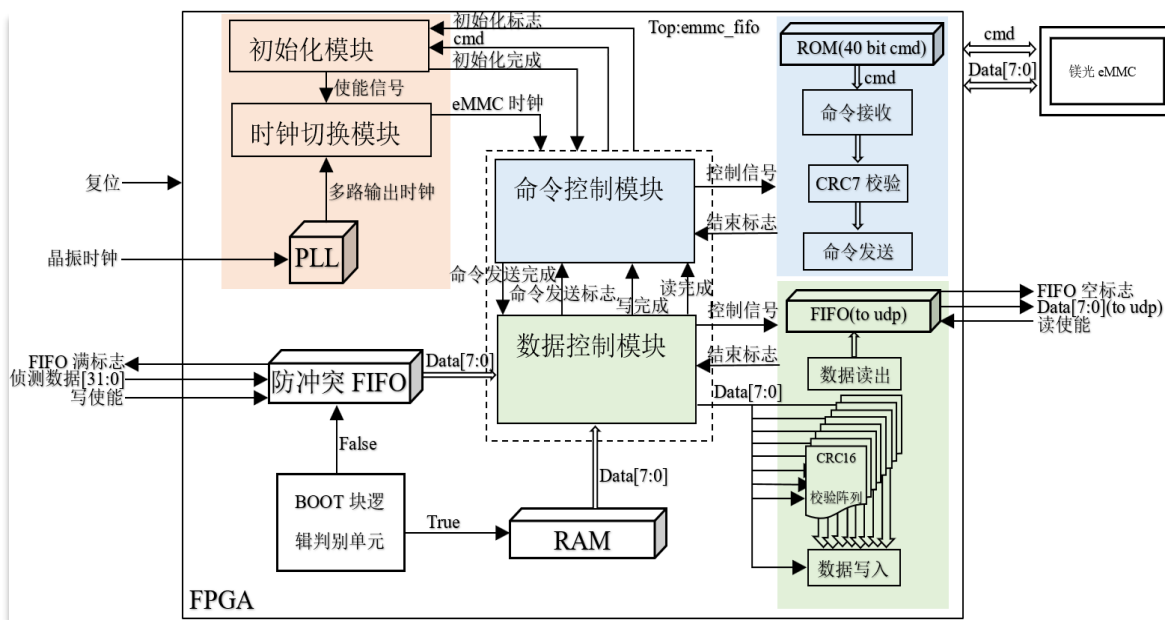 初始化标志
Top:emmc_fifo
初始化模块
cmd
初始化完成
使能信号
eMMC 时钟
时钟切换模块
多路输出时钟
PLL
复位
晶振时钟
ROM(40 bit cmd)
cmd
命令接收
CRC7 校验
命令发送
cmd
Data[7:0]
镁光 eMMC
命令控制模块
控制信号
结束标志
命令发送完成
命令发送标志
写完成
读完成
数据控制模块
控制信号
结束标志
Data[7:0]
FIFO(to udp)
数据读出
CRC16
校验阵列
数据写入
FIFO 空标志
Data[7:0](to udp)
读使能
FIFO 满标志
侦测数据[31:0]
写使能
防冲突 FIFO
Data[7:0]
False
BOOT 块逻
辑判别单元
True
RAM
Data[7:0]
FPGA